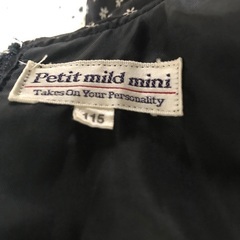 Petit mild mini
Takes On Your Personality
115